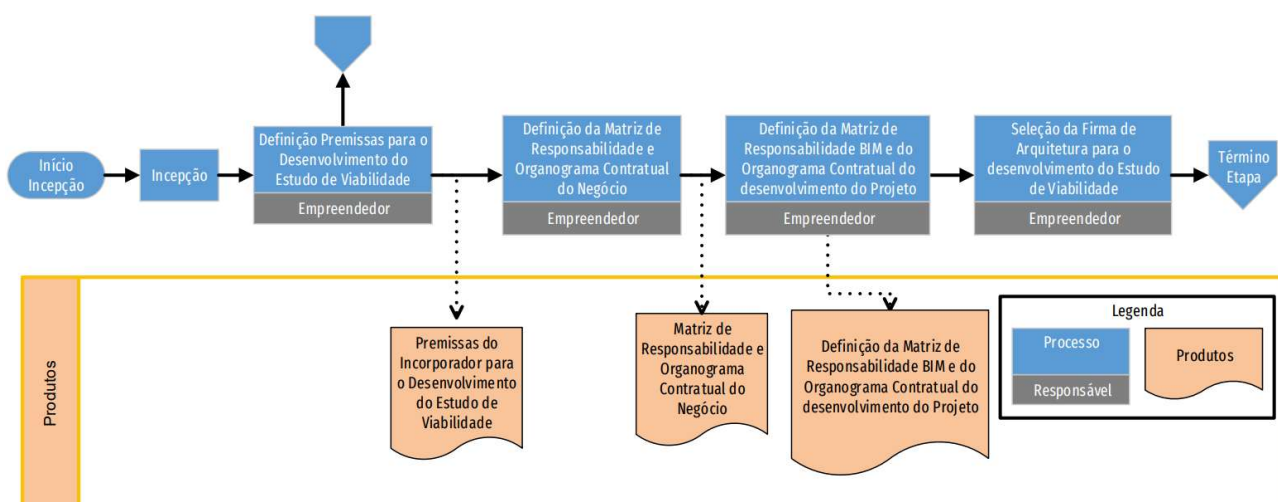 Início
Incepção
Incepção
Definição Premissas para o
Desenvolvimento do
Estudo de Viabilidade
Empreendedor
Definição da Matriz de
Responsabilidade e
Organograma Contratual
do Negócio
Empreendedor
Definição da Matriz de
Responsabilidade BIM e do
Organograma Contratual do
desenvolvimento do Projeto
Empreendedor
Seleção da Firma de
Arquitetura para o
desenvolvimento do Estudo
de Viabilidade
Empreendedor
Término
Etapa
Produtos
Premissas do
Incorporador para
o Desenvolvimento
do Estudo de
Viabilidade
Matriz de
Responsabilidade e
Organograma
Contratual do
Negócio
Definição da Matriz de
Responsabilidade BIM e do
Organograma Contratual do
desenvolvimento do Projeto
Legenda
Processo
Responsável
Produtos